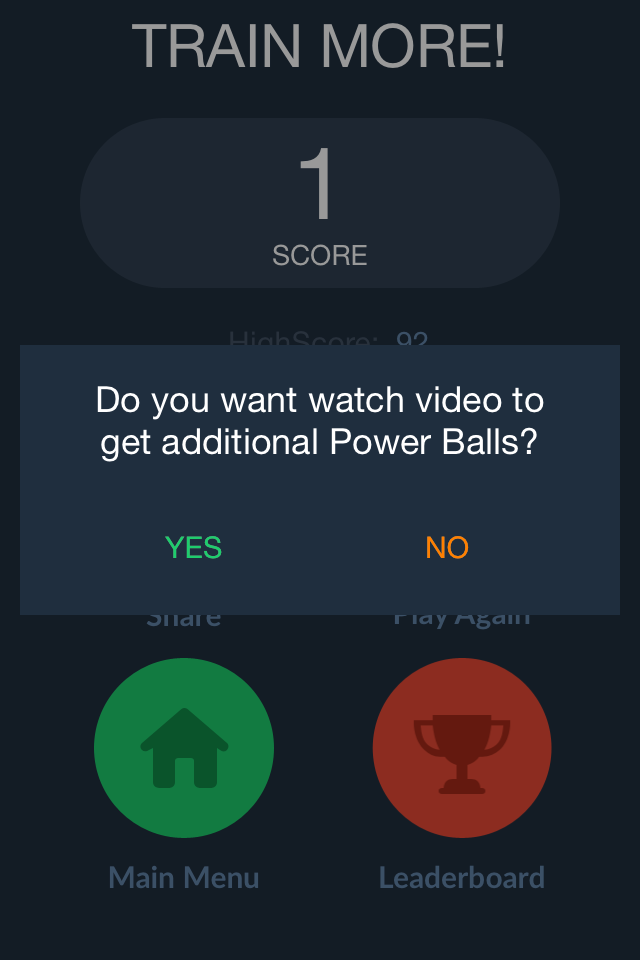 TRAIN MORE!
1
SCORE
HighScore: 92
Do you want watch video to
get additional Power Balls?
YES NO
Share Play Again
Main Menu Leaderboard